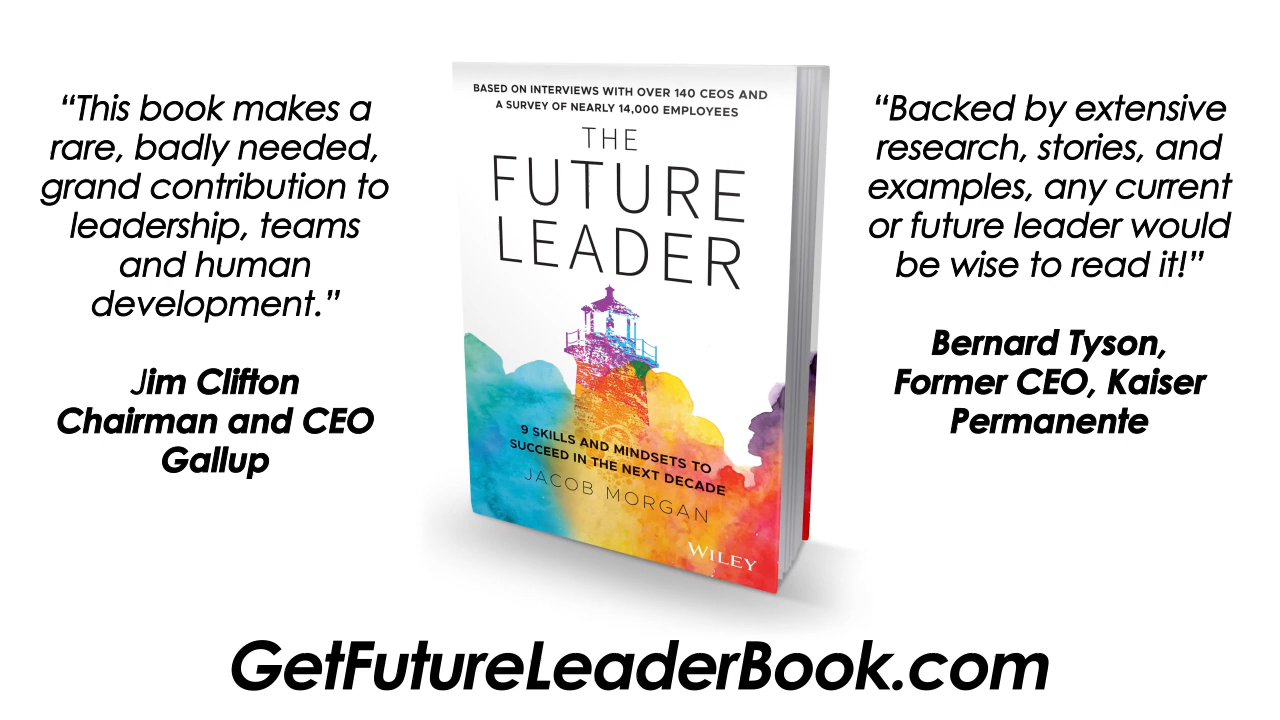 “This book makes a
rare, badly needed,
grand contribution to
leadership, teams
and human
development.”
Jim Clifton
Chairman and CEO
Gallup
BASED ON INTERVIEWS WITH OVER 140 CEOS AND
A SURVEY OF NEARLY 14,000 EMPLOYEES
THE
FUTURE
LEADER
9 SKILLS AND MINDSETS TO
SUCCEED IN THE NEXT DECADE
JACOB MORGAN
WILEY
“Backed by extensive
research, stories, and
examples, any current
or future leader would
be wise to read it!”
Bernard Tyson,
Former CEO, Kaiser
Permanente
GetFutureLeaderBook.com